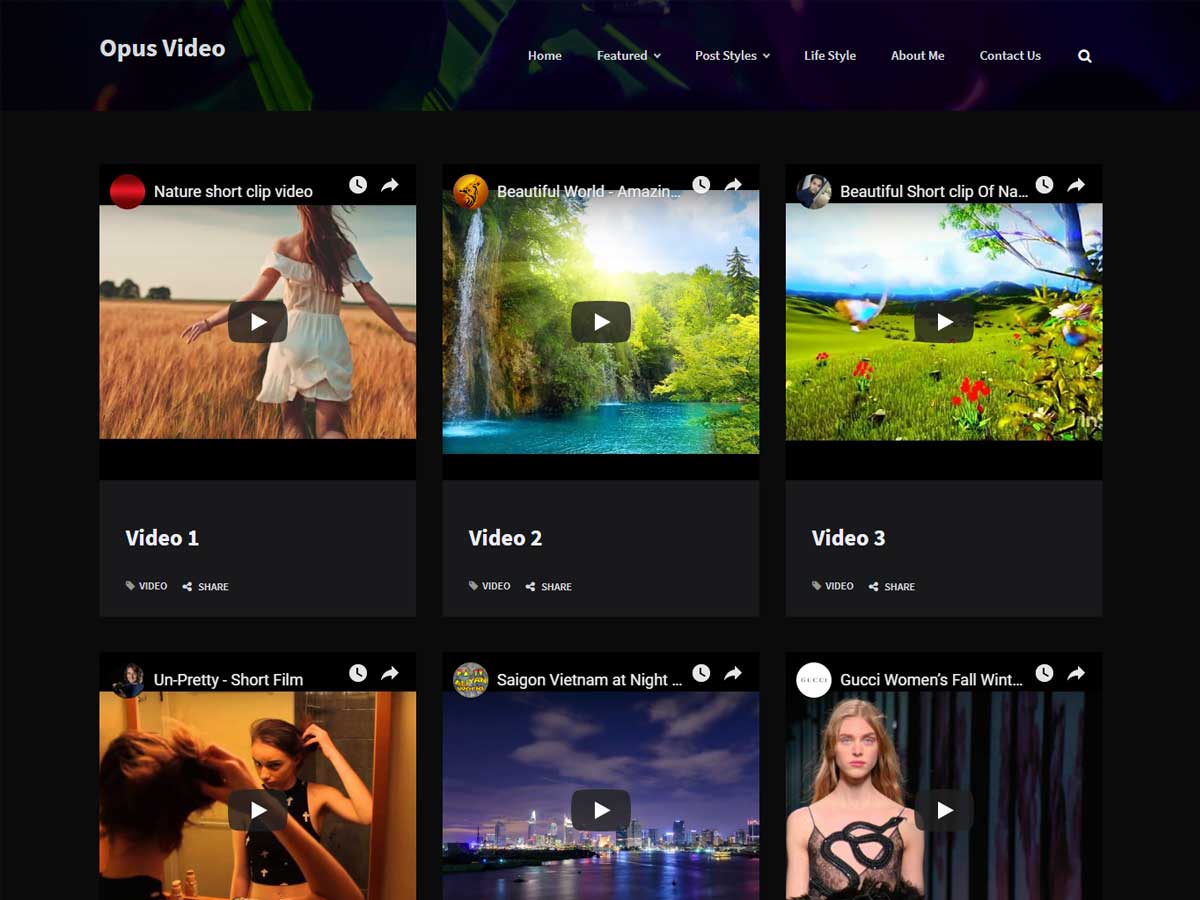 Opus Video
Home Featured Post Styles Life Style About Me Contact Us
Nature short clip video
Beautiful World - Amazin...
Beautiful Short clip Of Na...
Video 1
Video 2
Video 3
VIDEO SHARE
VIDEO SHARE
VIDEO SHARE
Un-Pretty - Short Film
Saigon Vietnam at Night ...
GUCCI
Gucci Women's Fall Wint...